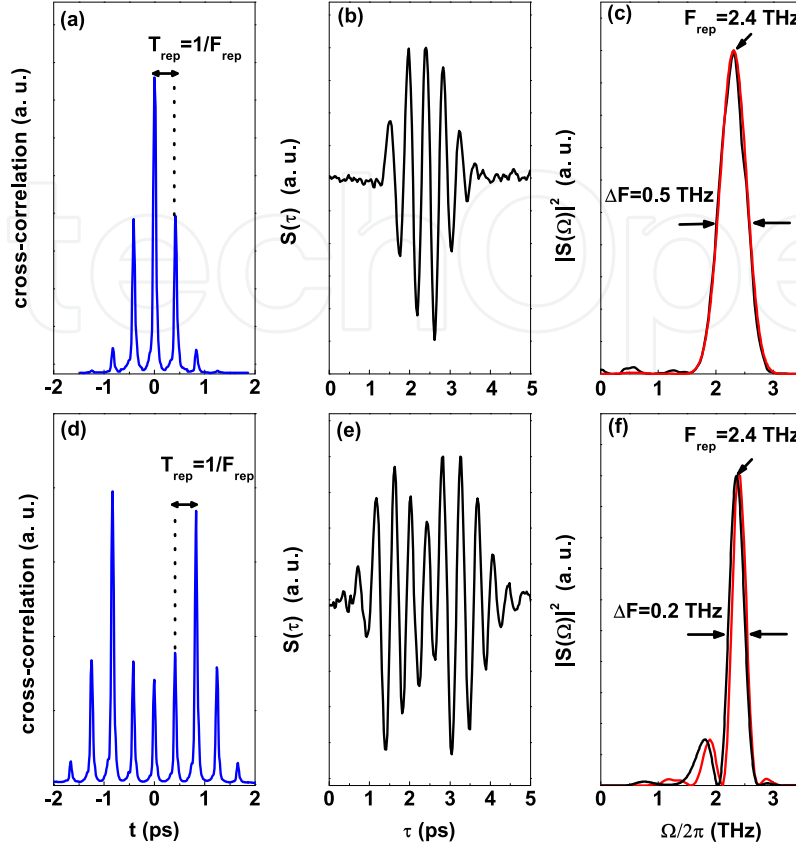 (a)
T_rep=1/F_rep
cross-correlation (a. u.)
-2 -1 0 1 2
(b)
S(τ) (a. u.)
0 1 2 3 4 5
(c)
F_rep=2.4 THz
ΔF=0.5 THz
|S(Ω)|² (a. u.)
0 1 2 3
(d)
T_rep=1/F_rep
cross-correlation (a. u.)
-2 -1 0 1 2
t (ps)
(e)
S(τ) (a. u.)
0 1 2 3 4 5
τ (ps)
(f)
F_rep=2.4 THz
ΔF=0.2 THz
|S(Ω)|² (a. u.)
0 1 2 3
Ω/2π (THz)
techOpe